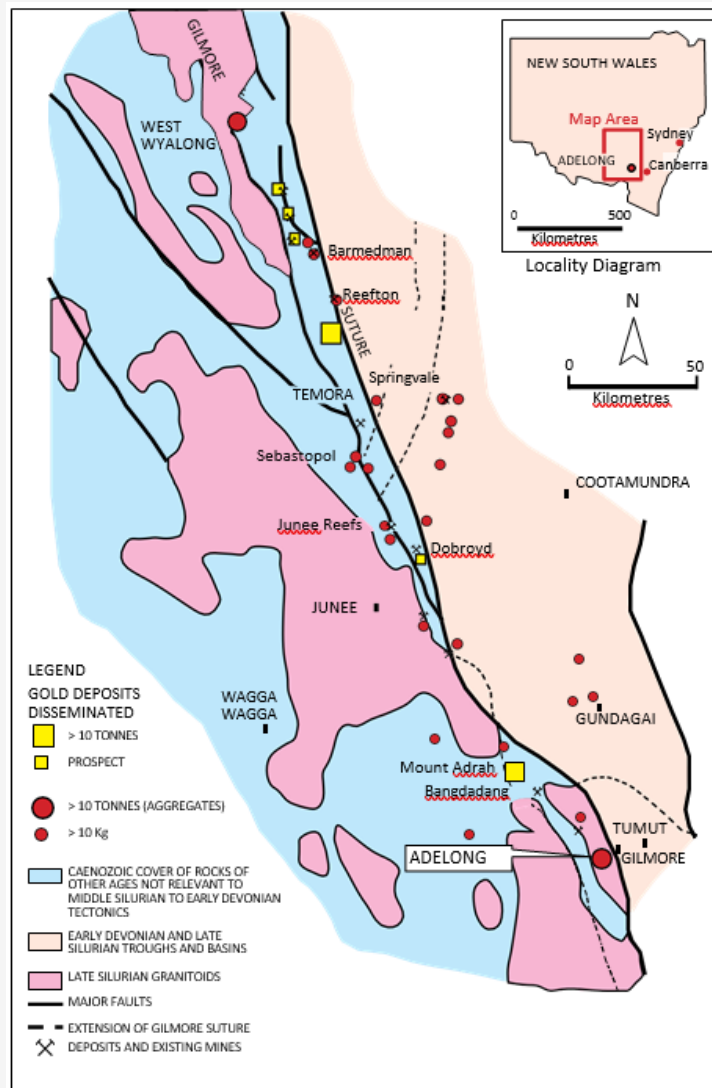 GILMORE
WEST
WYALONG
Barmedman
Reefton
SUTURE
Springvale
TEMORA
Sebastopol
COOTAMUNDRA
Junee Reefs
Dobroyd
JUNEE
WAGGA
WAGGA
GUNDAGAI
Mount Adrah
Bangdadang
TUMUT
GILMORE
ADELONG
NEW SOUTH WALES
Map Area
Sydney
ADELONG
Canberra
0 500
Kilometres
Locality Diagram
N
0 50
Kilometres
LEGEND
GOLD DEPOSITS
DISSEMINATED
> 10 TONNES
PROSPECT
> 10 TONNES (AGGREGATES)
> 10 Kg
CAENOZOIC COVER OF ROCKS OF
OTHER AGES NOT RELEVANT TO
MIDDLE SILURIAN TO EARLY DEVONIAN
TECTONICS
EARLY DEVONIAN AND LATE
SILURIAN TROUGHS AND BASINS
LATE SILURIAN GRANITOIDS
MAJOR FAULTS
EXTENSION OF GILMORE SUTURE
DEPOSITS AND EXISTING MINES